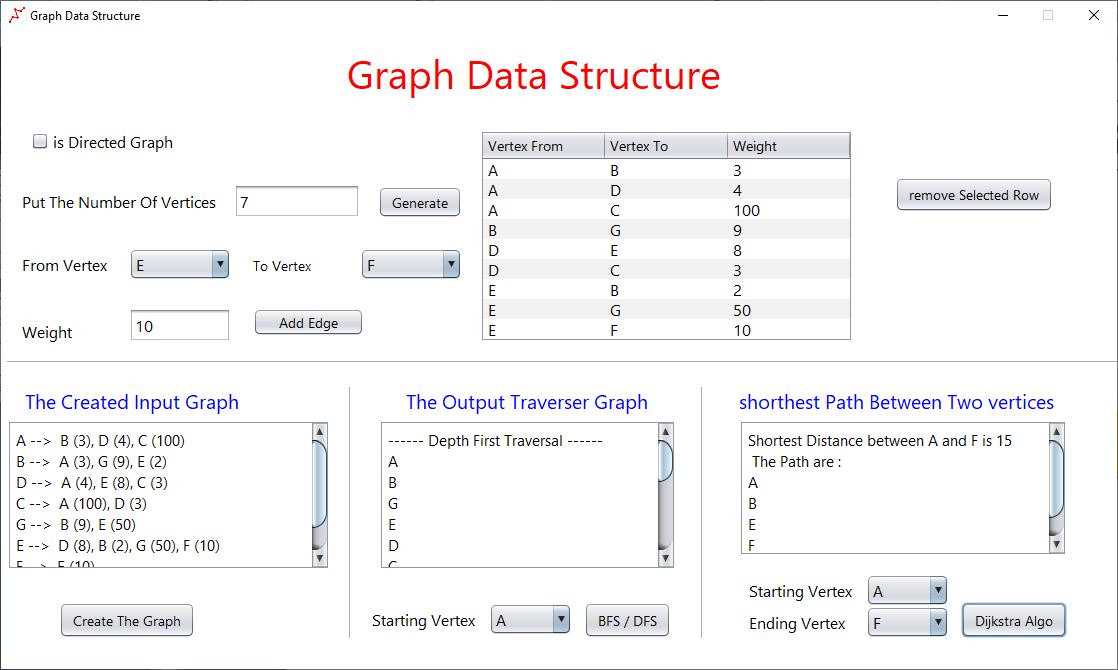 Graph Data Structure
Graph Data Structure
is Directed Graph
Put The Number Of Vertices 7 Generate
From Vertex E To Vertex F
Weight 10 Add Edge
Vertex From Vertex To Weight
A B 3
A D 4
A C 100
B G 9
D E 8
D C 3
E B 2
E G 50
E F 10
remove Selected Row
The Created Input Graph
A --> B (3), D (4), C (100)
B --> A (3), G (9), E (2)
D --> A (4), E (8), C (3)
C --> A (100), D (3)
G --> B (9), E (50)
E --> D (8), B (2), G (50), F (10)
F --> E (10)
Create The Graph
The Output Traverser Graph
------ Depth First Traversal ------
A
B
G
E
D
C
Starting Vertex A BFS / DFS
shorthest Path Between Two vertices
Shortest Distance between A and F is 15
The Path are :
A
B
E
F
Starting Vertex A
Ending Vertex F Dijkstra Algo